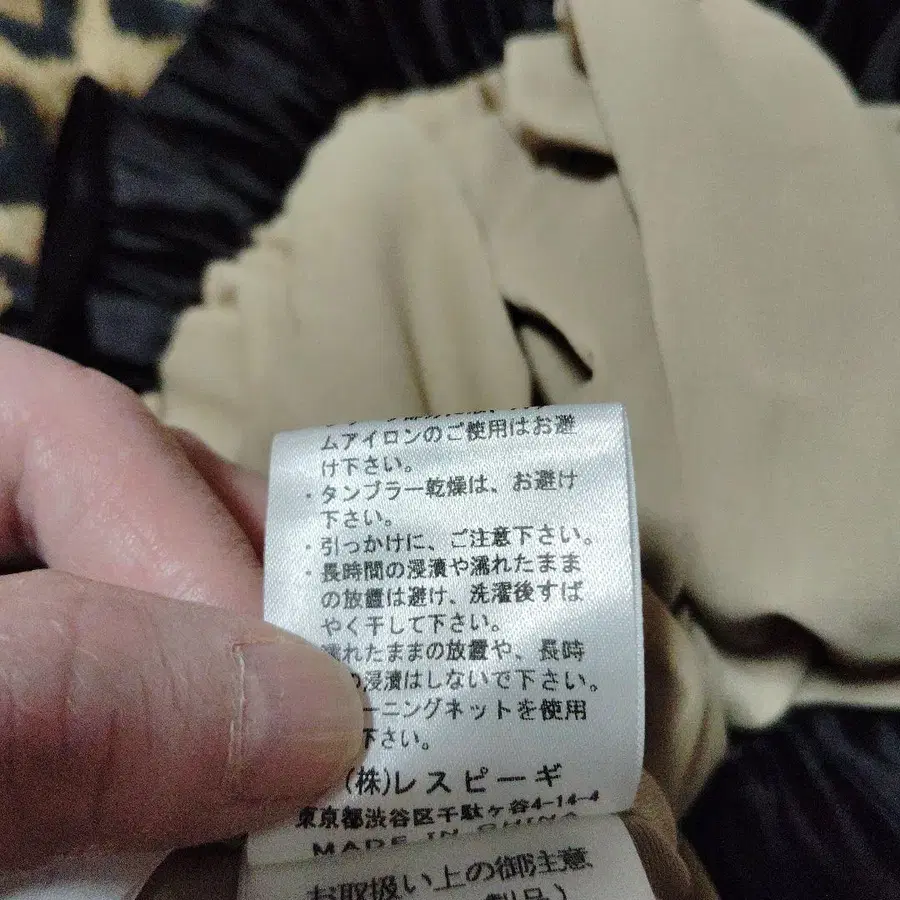 ムアイロンのご使用はお避
け下さい。
・タンブラー乾燥は、お避け
下さい。
・引っかけに、ご注意下さい。
・長時間の浸漬や濡れたまま
の放置は避け、洗濯後すば
やく干して下さい。
濡れたままの放置や、長時
の浸漬はしないで下さい。
ーニングネットを使用
下さい。
(株)レスピーギ
東京都渋谷区千駄ヶ谷4-14-4
MADE IN CHINA
お取扱い上の御注意
製品)